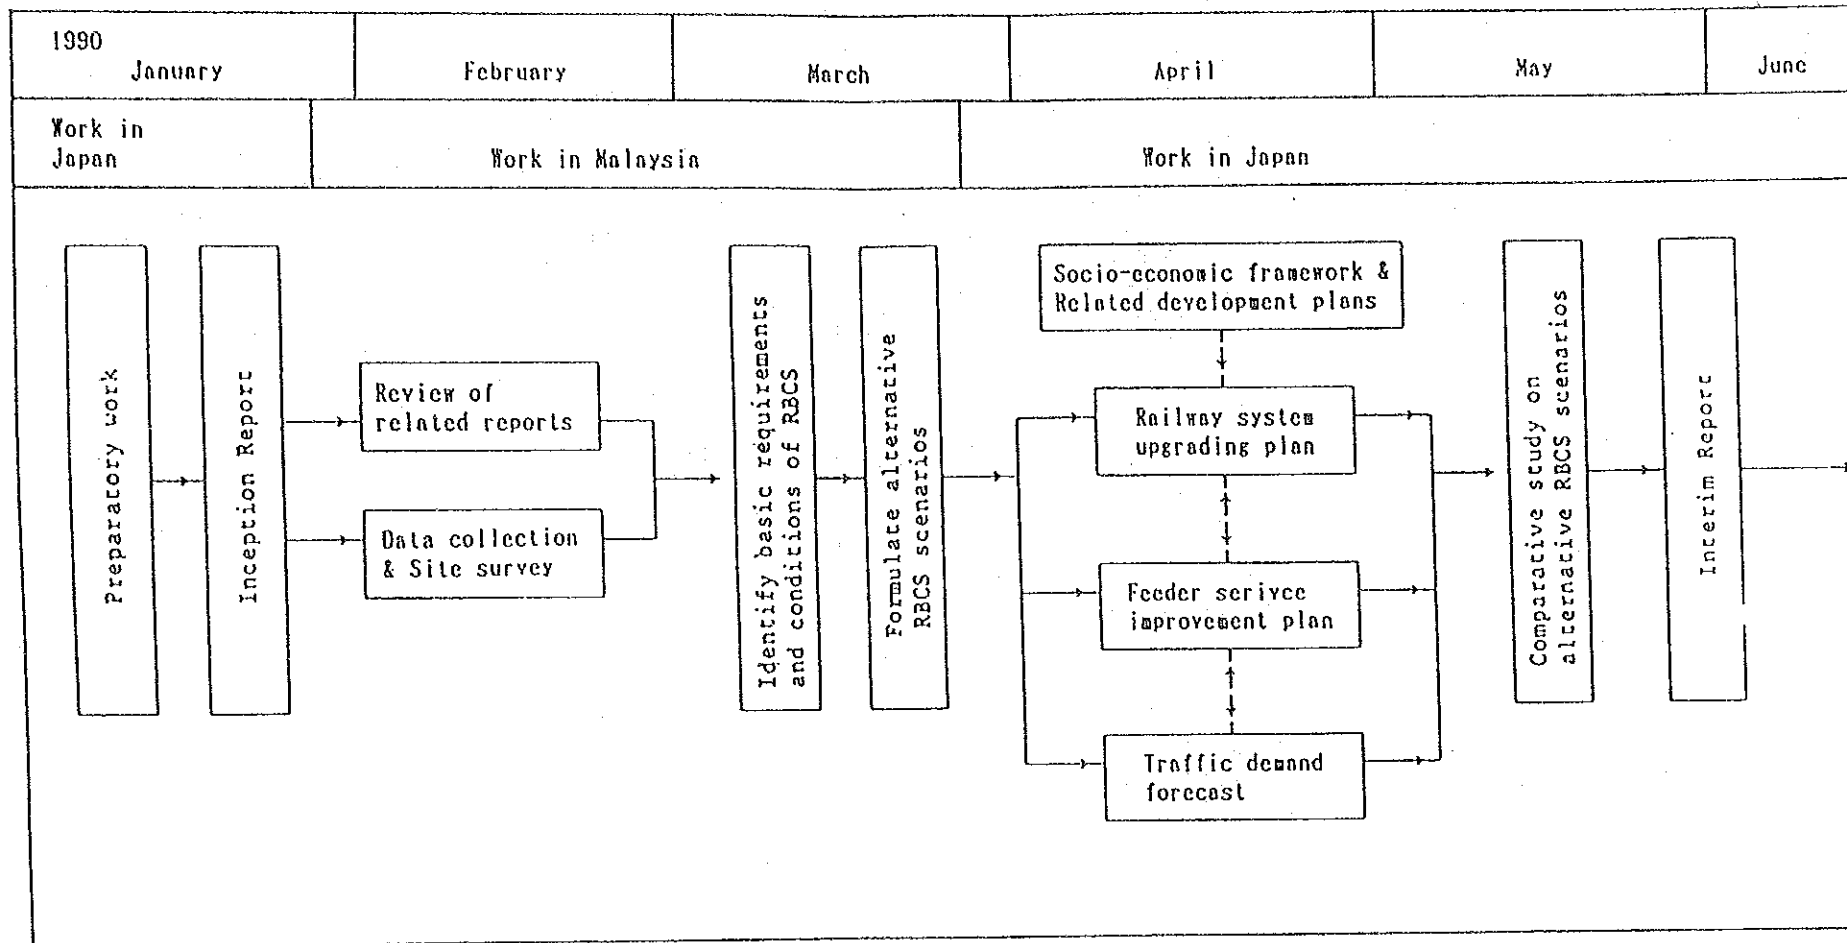 1990
January
February
March
April
May
June
Work in
Japan
Work in Malaysia
Work in Japan
Preparatory work
Inception Report
Review of
related reports
Data collection
& Site survey
Identify basic requirements
and conditions of RBCS
Formulate alternative
RBCS scenarios
Socio-economic framework &
Related development plans
Railway system
upgrading plan
Feeder serivce
improvement plan
Traffic demand
forecast
Comparative study on
alternative RBCS scenarios
Interim Report